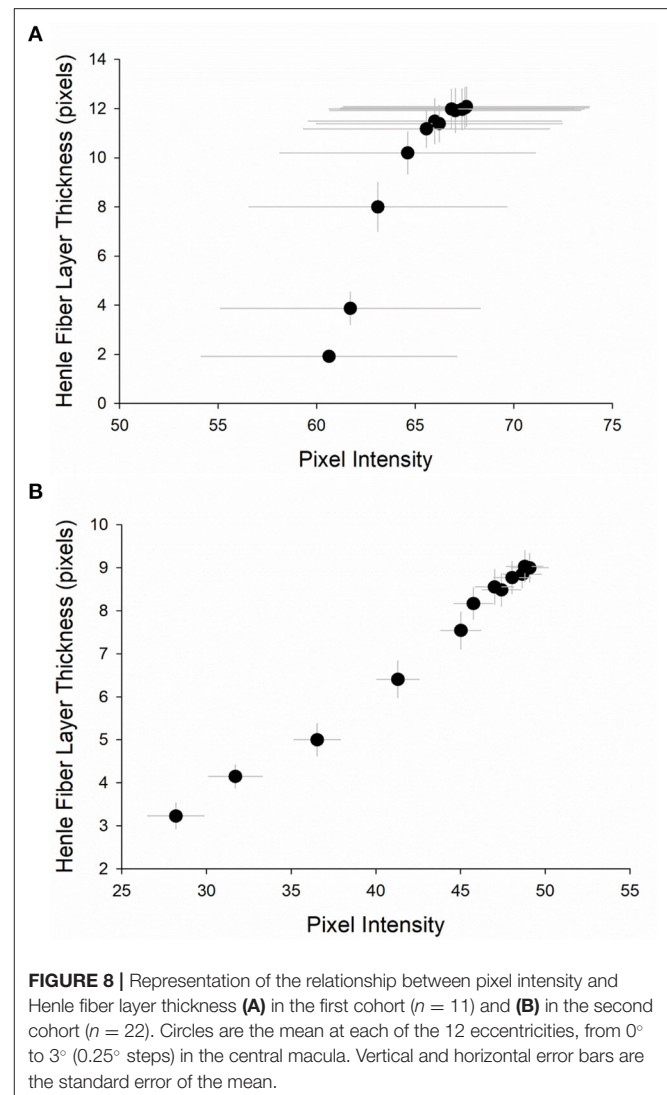 A
14
12
10
8
6
4
2
0
Henle Fiber Layer Thickness (pixels)
50 55 60 65 70 75
Pixel Intensity
B
10
9
8
7
6
5
4
3
2
Henle Fiber Layer Thickness (pixels)
25 30 35 40 45 50 55
Pixel Intensity
FIGURE 8 | Representation of the relationship between pixel intensity and
Henle fiber layer thickness (A) in the first cohort (n = 11) and (B) in the second
cohort (n = 22). Circles are the mean at each of the 12 eccentricities, from 0°
to 3° (0.25° steps) in the central macula. Vertical and horizontal error bars are
the standard error of the mean.